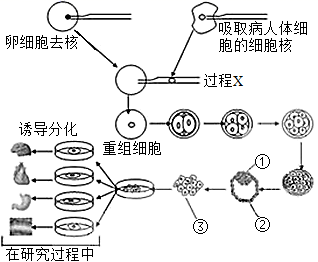 卵细胞去核
吸取病人体细
胞的细胞核
过程X
重组细胞
诱导分化
①
②
③
在研究过程中